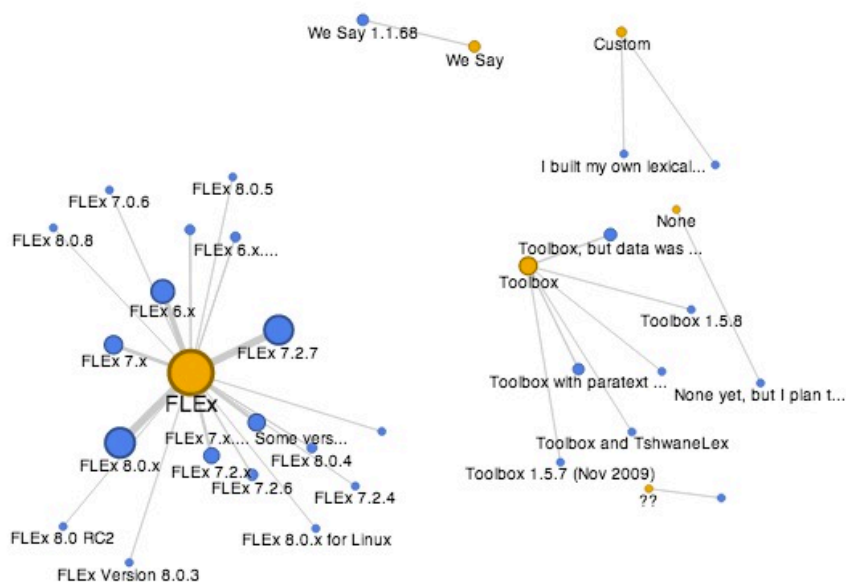 We Say 1.1.68
We Say
Custom
I built my own lexical...
FLEx 8.0.5
FLEx 7.0.6
FLEx 8.0.8
FLEx 6.x....
None
Toolbox, but data was ...
Toolbox
FLEx 6.x
Toolbox 1.5.8
FLEx 7.2.7
FLEx 7.x
Toolbox with paratext ...
None yet, but I plan t...
FLEx
FLEx 7.x.... Some vers...
Toolbox and TshwaneLex
FLEx 8.0.x
FLEx 8.0.4
FLEx 7.2.x
Toolbox 1.5.7 (Nov 2009)
FLEx 7.2.6
FLEx 7.2.4
??
FLEx 8.0 RC2
FLEx 8.0.x for Linux
FLEx Version 8.0.3